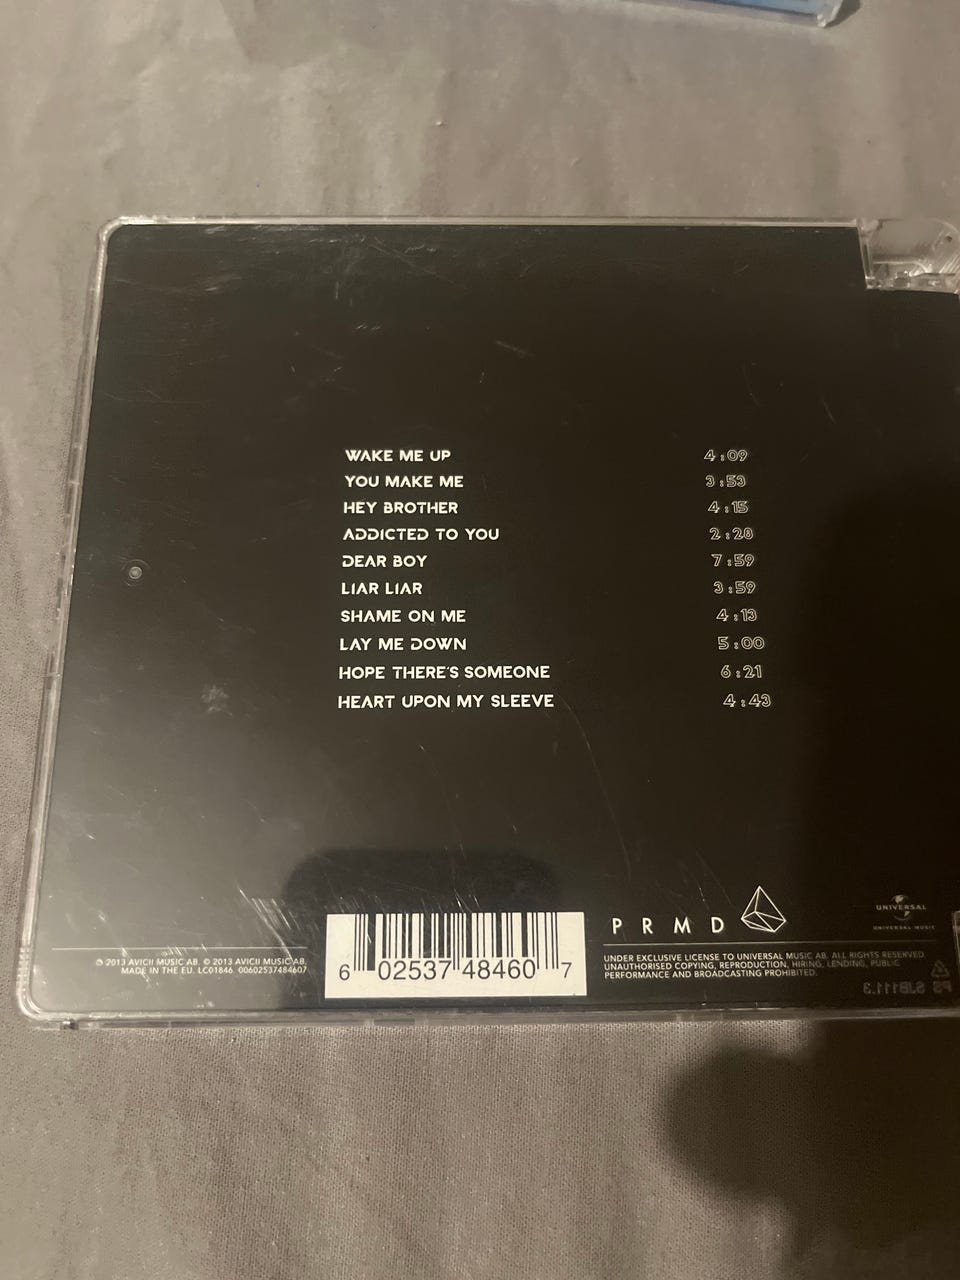 WAKE ME UP 4:09
YOU MAKE ME 3:53
HEY BROTHER 4:15
ADDICTED TO YOU 2:28
DEAR BOY 7:59
LIAR LIAR 3:59
SHAME ON ME 4:13
LAY ME DOWN 5:00
HOPE THERE'S SOMEONE 6:21
HEART UPON MY SLEEVE 4:43
℗ 2013 AVICII MUSIC AB. © 2013 AVICII MUSIC AB.
MADE IN THE EU. LC01846. 00602537484607
6 02537 48460 7
PRMD
UNDER EXCLUSIVE LICENSE TO UNIVERSAL MUSIC AB. ALL RIGHTS RESERVED.
UNAUTHORISED COPYING, REPRODUCTION, HIRING, LENDING, PUBLIC
PERFORMANCE AND BROADCASTING PROHIBITED.
UNIVERSAL
UNIVERSAL MUSIC
PS SJB111.3